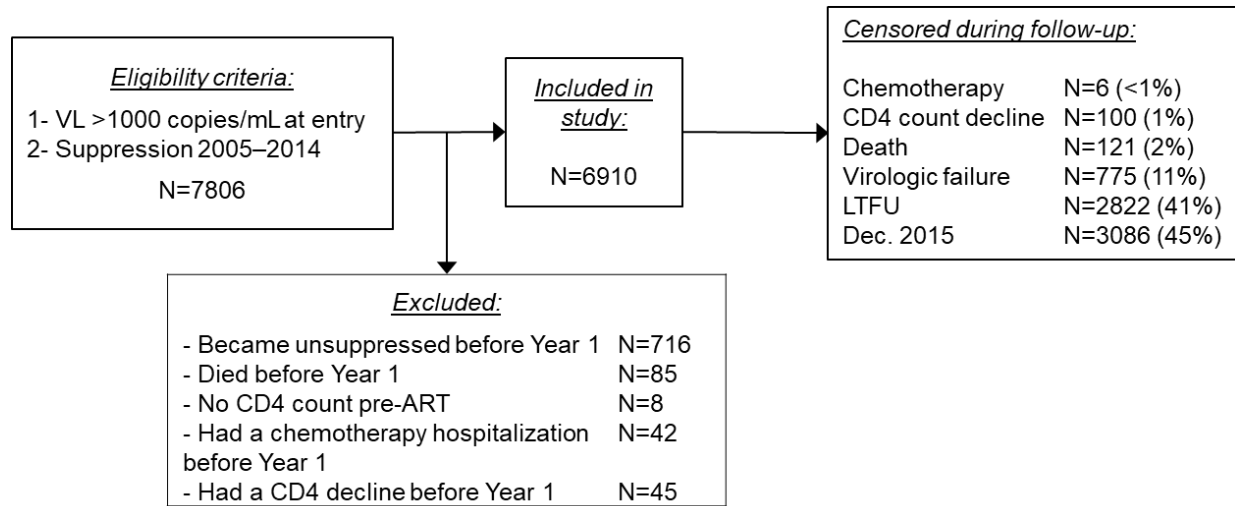 Eligibility criteria:
1- VL >1000 copies/mL at entry
2- Suppression 2005–2014
N=7806
Included in
study:
N=6910
Censored during follow-up:
Chemotherapy N=6 (<1%)
CD4 count decline N=100 (1%)
Death N=121 (2%)
Virologic failure N=775 (11%)
LTFU N=2822 (41%)
Dec. 2015 N=3086 (45%)
Excluded:
- Became unsuppressed before Year 1 N=716
- Died before Year 1 N=85
- No CD4 count pre-ART N=8
- Had a chemotherapy hospitalization N=42
before Year 1
- Had a CD4 decline before Year 1 N=45